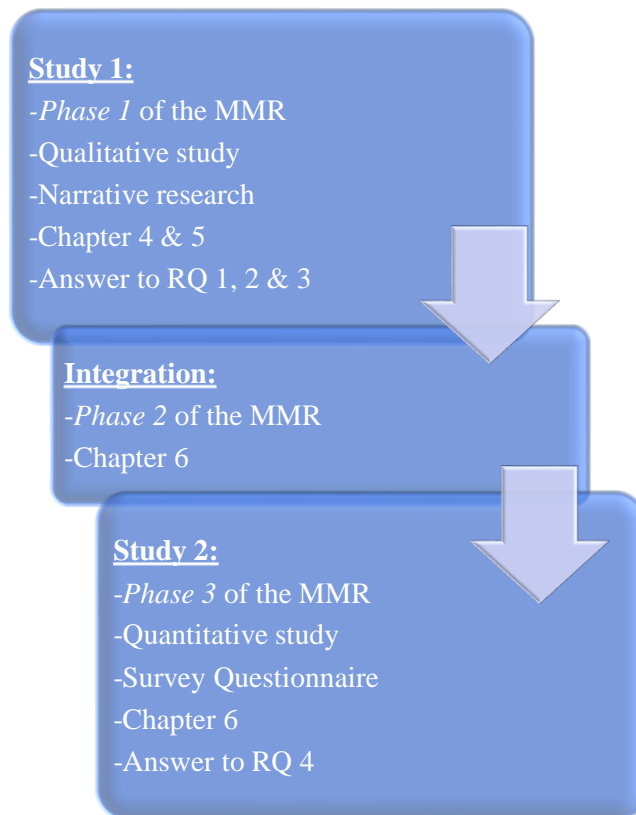 Study 1:
-Phase 1 of the MMR
-Qualitative study
-Narrative research
-Chapter 4 & 5
-Answer to RQ 1, 2 & 3
Integration:
-Phase 2 of the MMR
-Chapter 6
Study 2:
-Phase 3 of the MMR
-Quantitative study
-Survey Questionnaire
-Chapter 6
-Answer to RQ 4